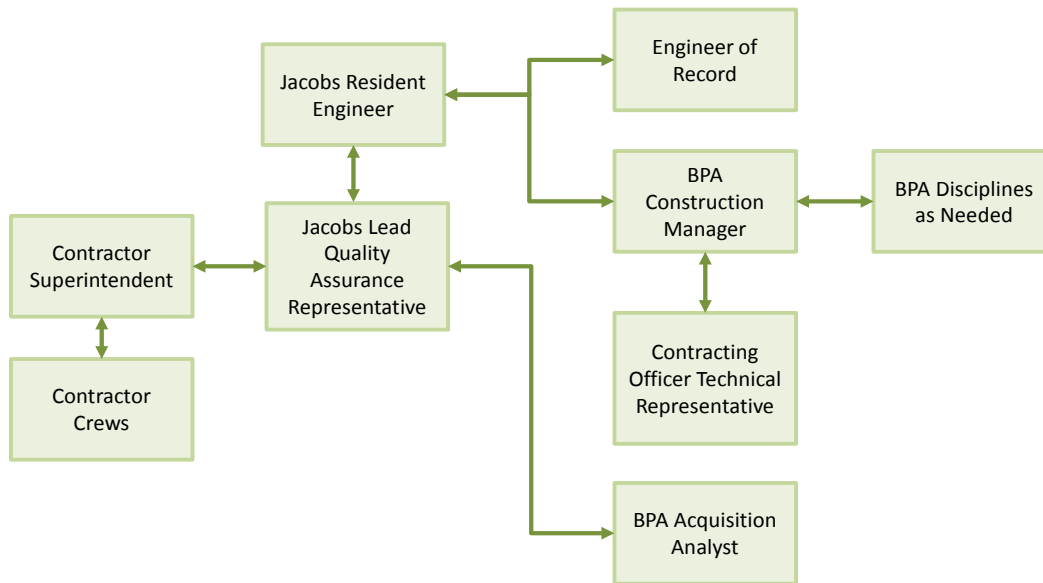 Engineer of
Record
Jacobs Resident
Engineer
BPA
Construction
Manager
BPA Disciplines
as Needed
Jacobs Lead
Quality
Assurance
Representative
Contractor
Superintendent
Contractor
Crews
Contracting
Officer Technical
Representative
BPA Acquisition
Analyst